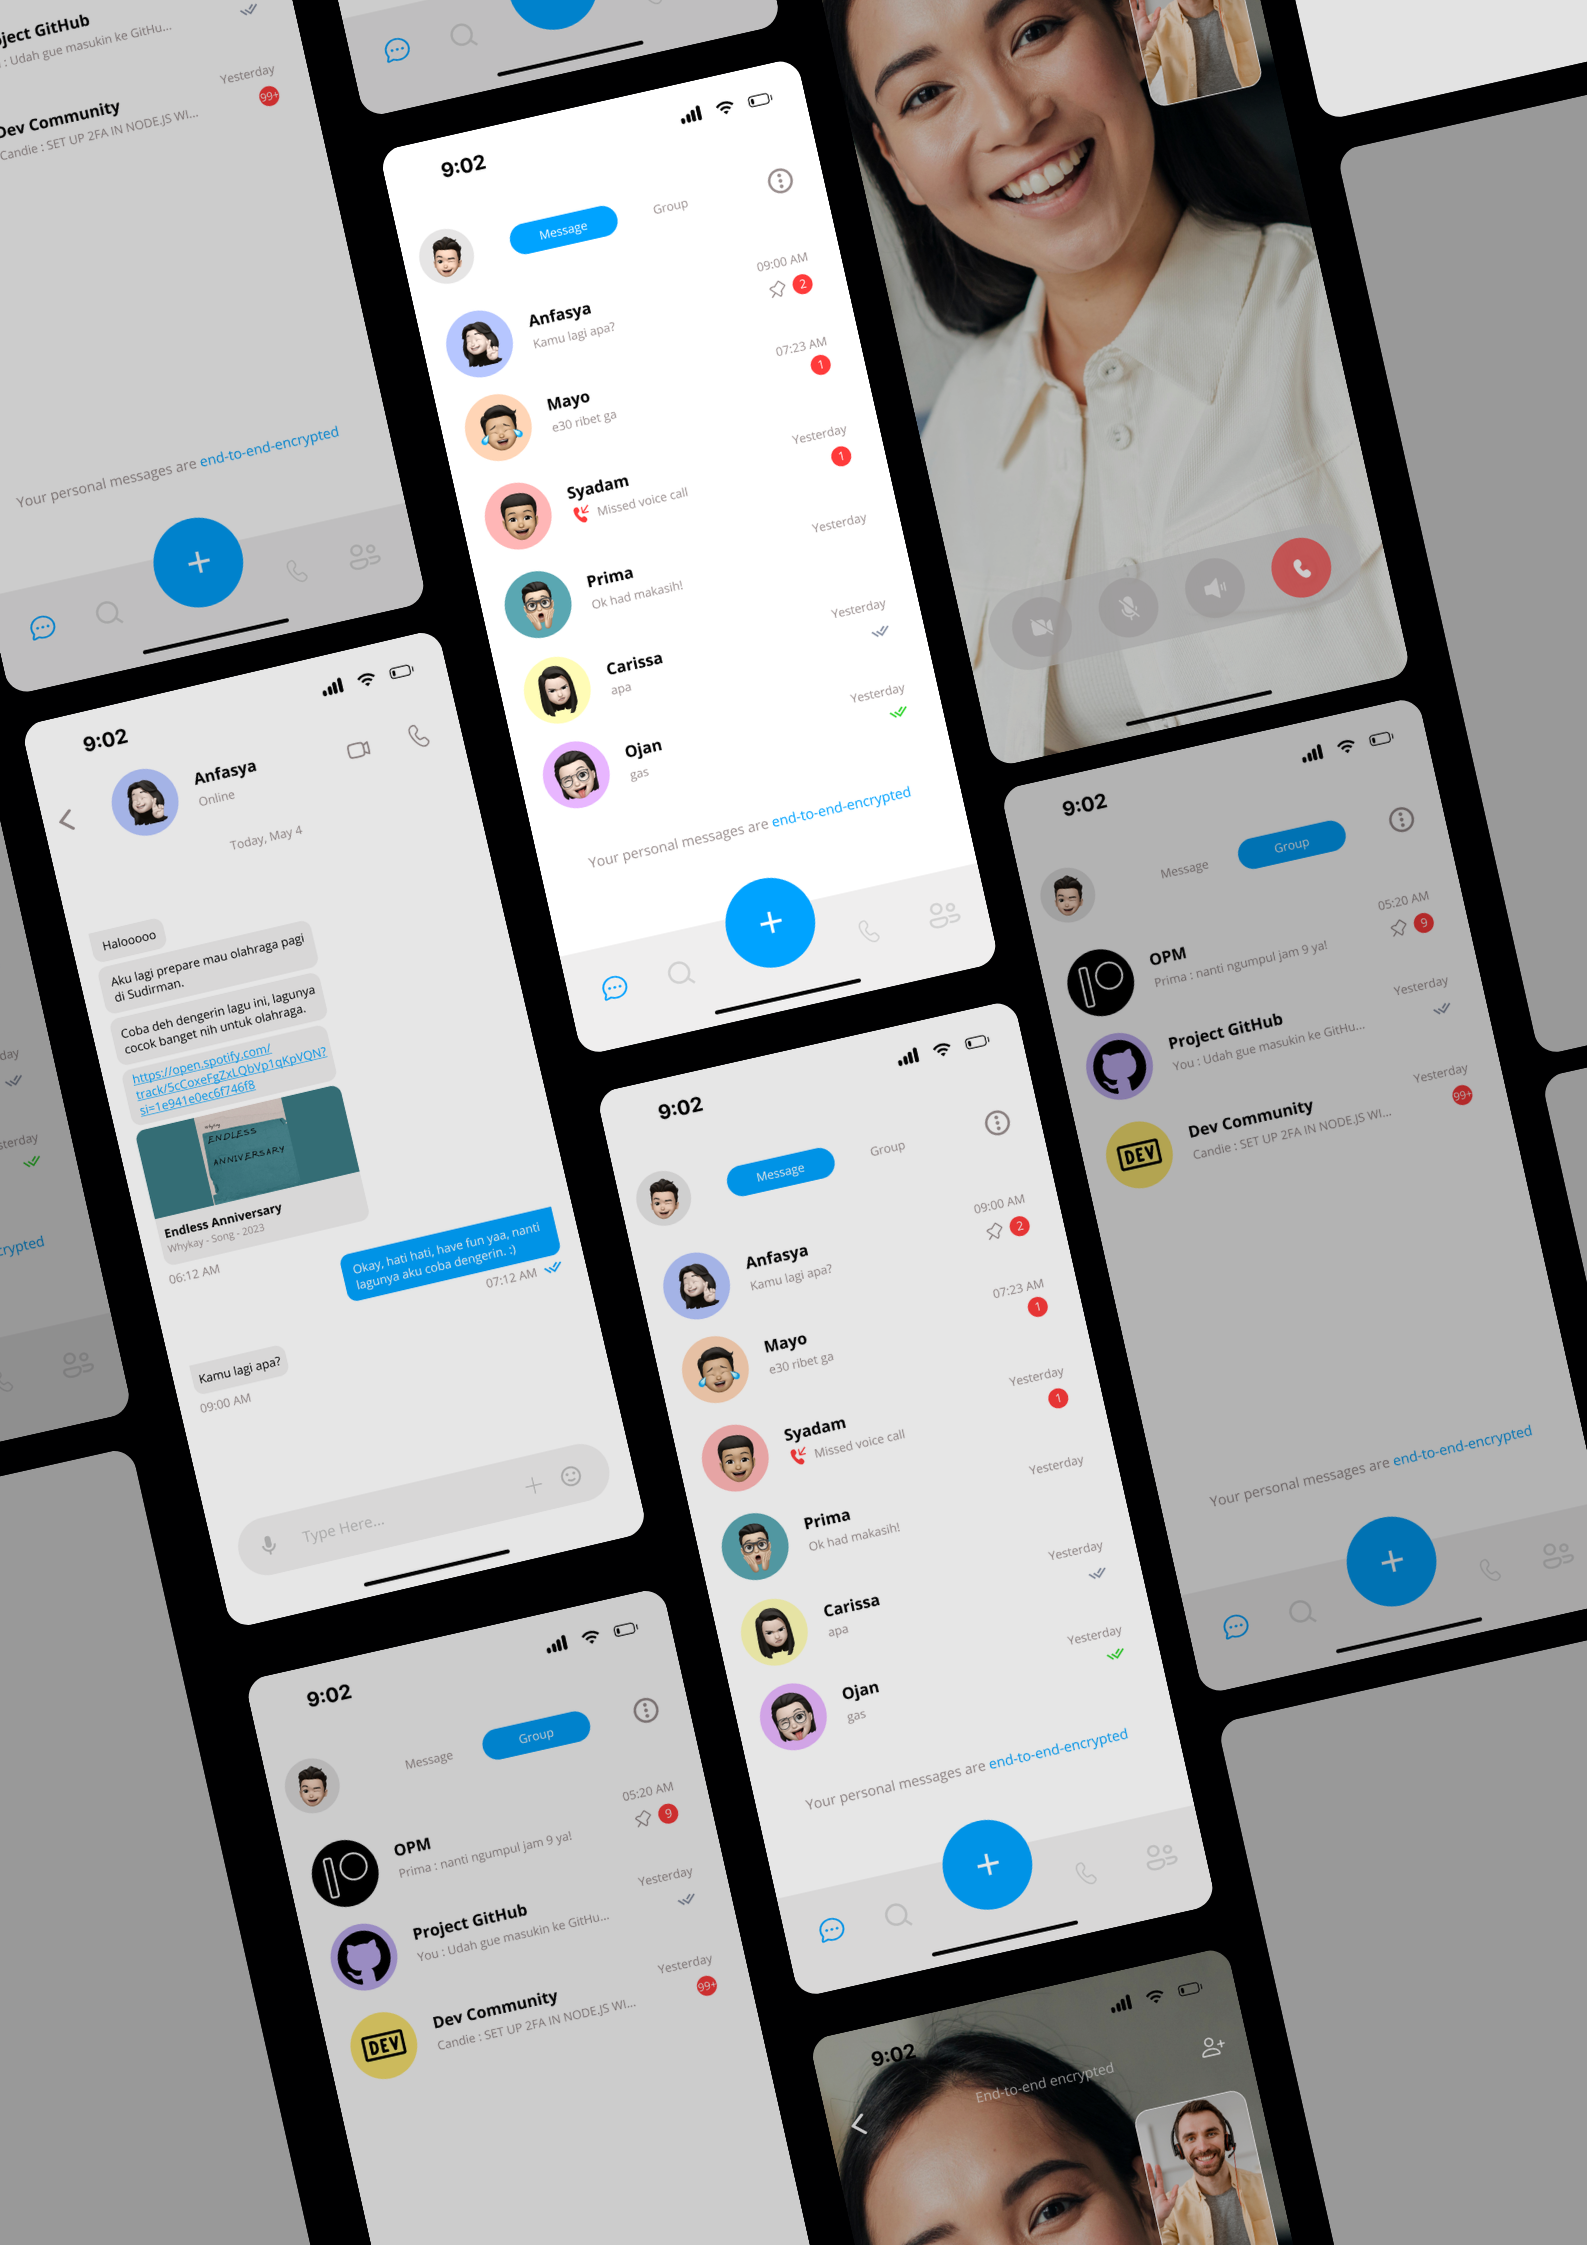 ject GitHub
: Udah gue masukin ke GitHu...
Yesterday
Dev Community
99+
Candie : SET UP 2FA IN NODE.JS WI...
Your personal messages are end-to-end-encrypted
9:02
Message
Group
Anfasya
09:00 AM
Kamu lagi apa?
2
Mayo
07:23 AM
e30 ribet ga
1
Syadam
Yesterday
Missed voice call
1
Prima
Yesterday
Ok had makasih!
Carissa
Yesterday
apa
Ojan
Yesterday
gas
Your personal messages are end-to-end-encrypted
9:02
Anfasya
Online
Today, May 4
Halooooo
Aku lagi prepare mau olahraga pagi
di Sudirman.
Coba deh dengerin lagu ini, lagunya
cocok banget nih untuk olahraga.
https://open.spotify.com/
track/5cCoxeFgZxLQbVp1qKpVQN?
si=1e941e0ec6f746f8
whykay
ENDLESS
ANNIVERSARY
Endless Anniversary
Whykay - Song - 2023
06:12 AM
Okay, hati hati, have fun yaa, nanti
lagunya aku coba dengerin. :)
07:12 AM
Kamu lagi apa?
09:00 AM
Type Here...
day
sterday
crypted
9:02
Message
Group
OPM
05:20 AM
Prima : nanti ngumpul jam 9 ya!
9
Project GitHub
Yesterday
You : Udah gue masukin ke GitHu...
Dev Community
Yesterday
Candie : SET UP 2FA IN NODE.JS WI...
99+
DEV
Your personal messages are end-to-end-encrypted
9:02
Message
Group
Anfasya
09:00 AM
Kamu lagi apa?
2
Mayo
07:23 AM
e30 ribet ga
1
Syadam
Yesterday
Missed voice call
1
Prima
Yesterday
Ok had makasih!
Carissa
Yesterday
apa
Ojan
Yesterday
gas
Your personal messages are end-to-end-encrypted
9:02
Message
Group
OPM
05:20 AM
Prima : nanti ngumpul jam 9 ya!
9
Project GitHub
Yesterday
You : Udah gue masukin ke GitHu...
Dev Community
Yesterday
Candie : SET UP 2FA IN NODE.JS WI...
99+
DEV
9:02
End-to-end encrypted